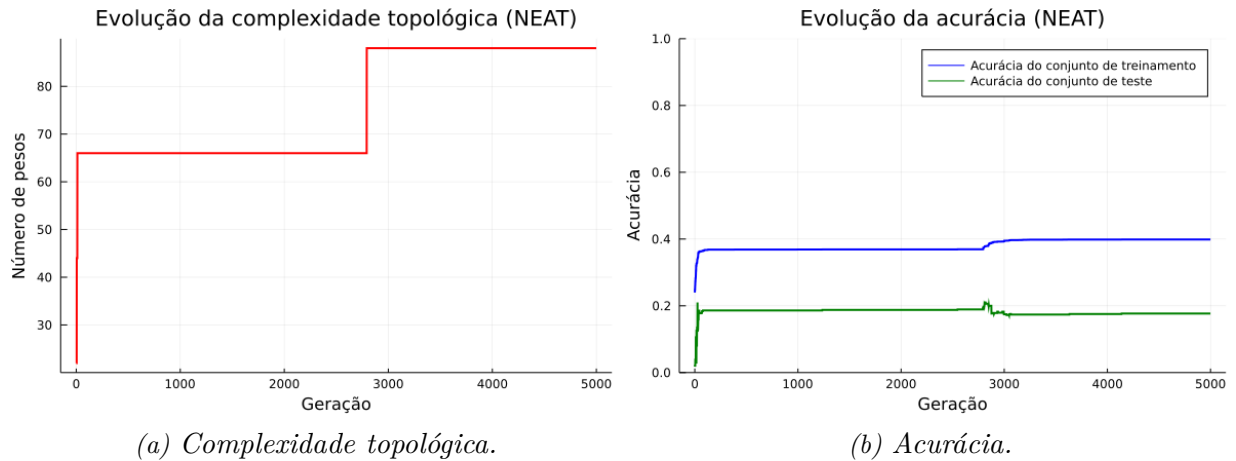 Evolução da complexidade topológica (NEAT)
Número de pesos
80
70
60
50
40
30
0
1000
2000
3000
4000
5000
Geração
(a) Complexidade topológica.
Evolução da acurácia (NEAT)
Acurácia do conjunto de treinamento
Acurácia do conjunto de teste
Acurácia
1.0
0.8
0.6
0.4
0.2
0.0
0
1000
2000
3000
4000
5000
Geração
(b) Acurácia.